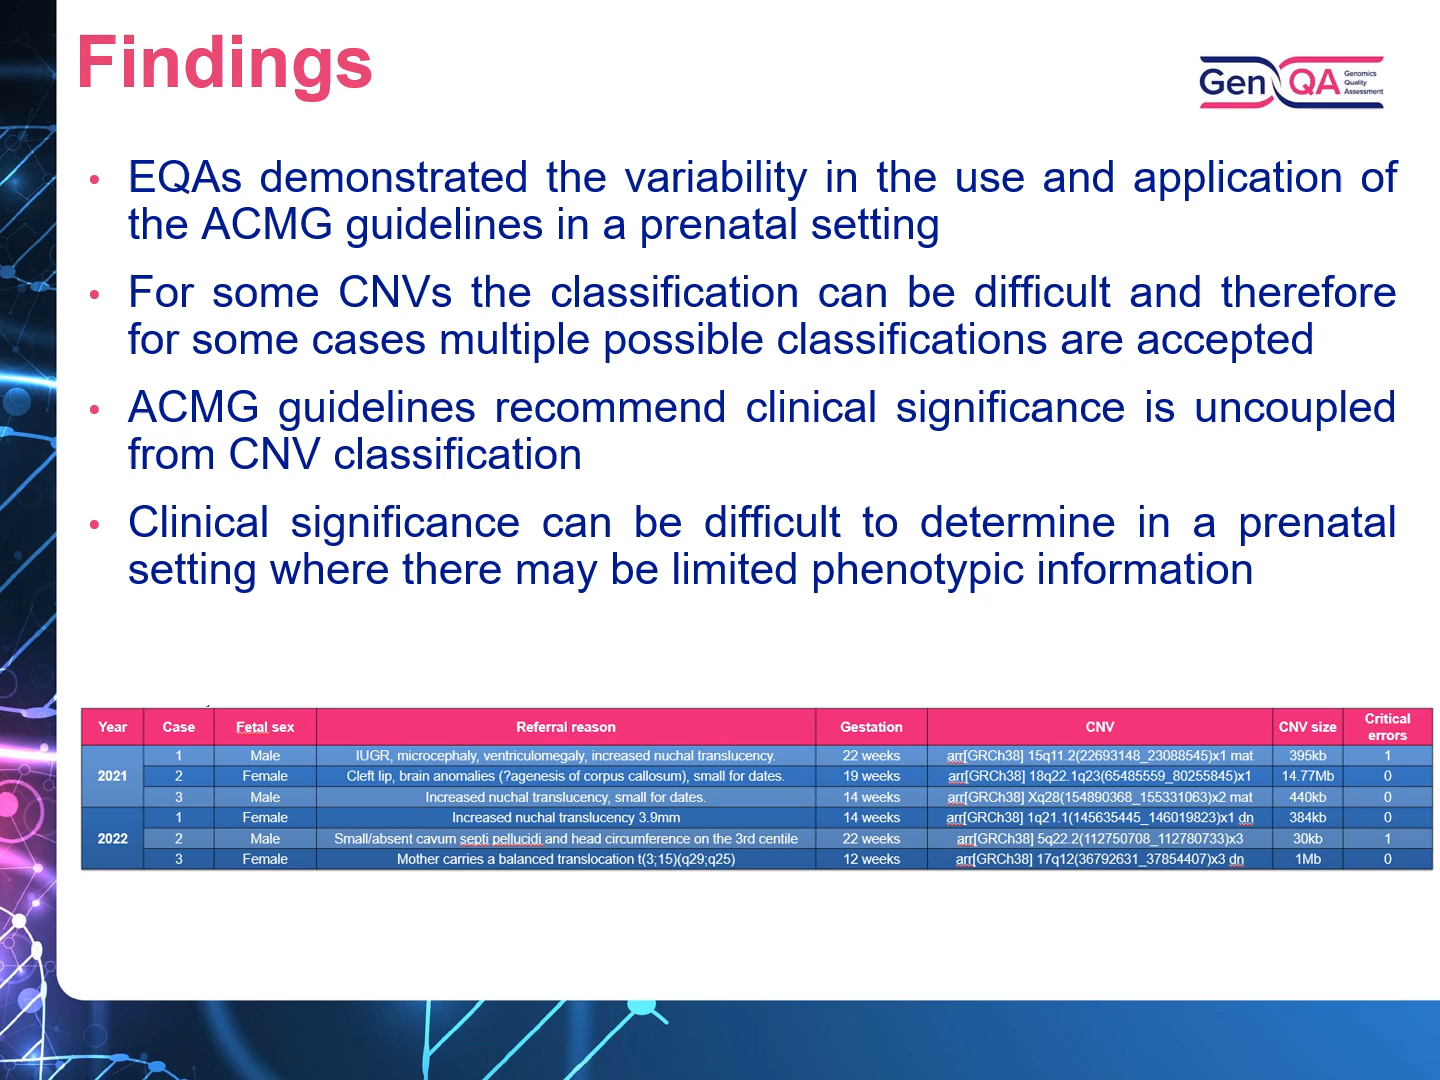 Findings
Gen QA Genomics
Quality
Assessment
• EQAs demonstrated the variability in the use and application of
the ACMG guidelines in a prenatal setting
• For some CNVs the classification can be difficult and therefore
for some cases multiple possible classifications are accepted
• ACMG guidelines recommend clinical significance is uncoupled
from CNV classification
• Clinical significance can be difficult to determine in a prenatal
setting where there may be limited phenotypic information
Year Case Fetal sex Referral reason Gestation CNV CNV size Critical errors
2021 1 Male IUGR, microcephaly, ventriculomegaly, increased nuchal translucency. 22 weeks arr[GRCh38] 15q11.2(22693148_23088545)x1 mat 395kb 1
2 Female Cleft lip, brain anomalies (?agenesis of corpus callosum), small for dates. 19 weeks arr[GRCh38] 18q22.1q23(65485559_80255845)x1 14.77Mb 0
3 Male Increased nuchal translucency, small for dates. 14 weeks arr[GRCh38] Xq28(154890368_155331063)x2 mat 440kb 0
2022 1 Female Increased nuchal translucency 3.9mm 14 weeks arr[GRCh38] 1q21.1(145635445_146019823)x1 dn 384kb 0
2 Male Small/absent cavum septi pellucidi and head circumference on the 3rd centile 22 weeks arr[GRCh38] 5q22.2(112750708_112780733)x3 30kb 1
3 Female Mother carries a balanced translocation t(3;15)(q29;q25) 12 weeks arr[GRCh38] 17q12(36792631_37854407)x3 dn 1Mb 0